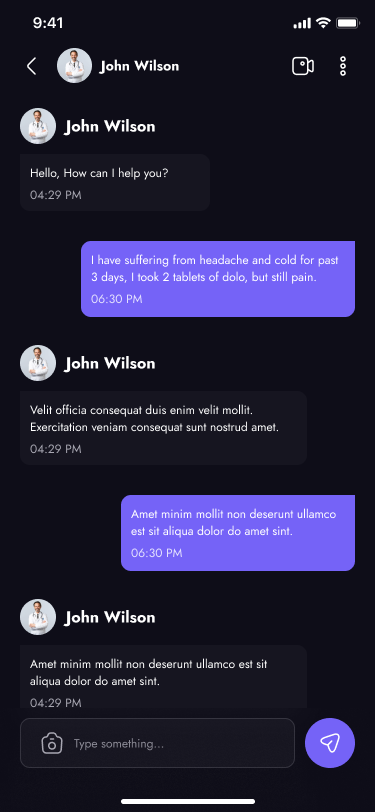 9:41
John Wilson
John Wilson
Hello, How can I help you?
04:29 PM
I have suffering from headache and cold for past
3 days, I took 2 tablets of dolo, but still pain.
06:30 PM
John Wilson
Velit officia consequat duis enim velit mollit.
Exercitation veniam consequat sunt nostrud amet.
04:29 PM
Amet minim mollit non deserunt ullamco
est sit aliqua dolor do amet sint.
06:30 PM
John Wilson
Amet minim mollit non deserunt ullamco est sit
aliqua dolor do amet sint.
04:29 PM
Type something...